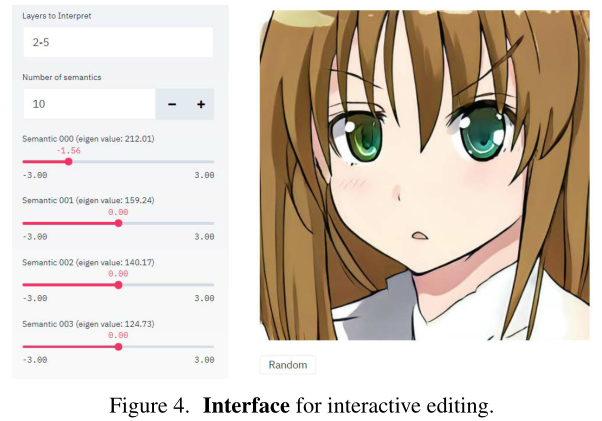 Layers to Interpret
2-5
Number of semantics
10 − +
Semantic 000 (eigen value: 212.01)
-1.56
-3.00 3.00
Semantic 001 (eigen value: 159.24)
0.00
-3.00 3.00
Semantic 002 (eigen value: 140.17)
0.00
-3.00 3.00
Semantic 003 (eigen value: 124.73)
0.00
-3.00 3.00
Random
Figure 4. Interface for interactive editing.